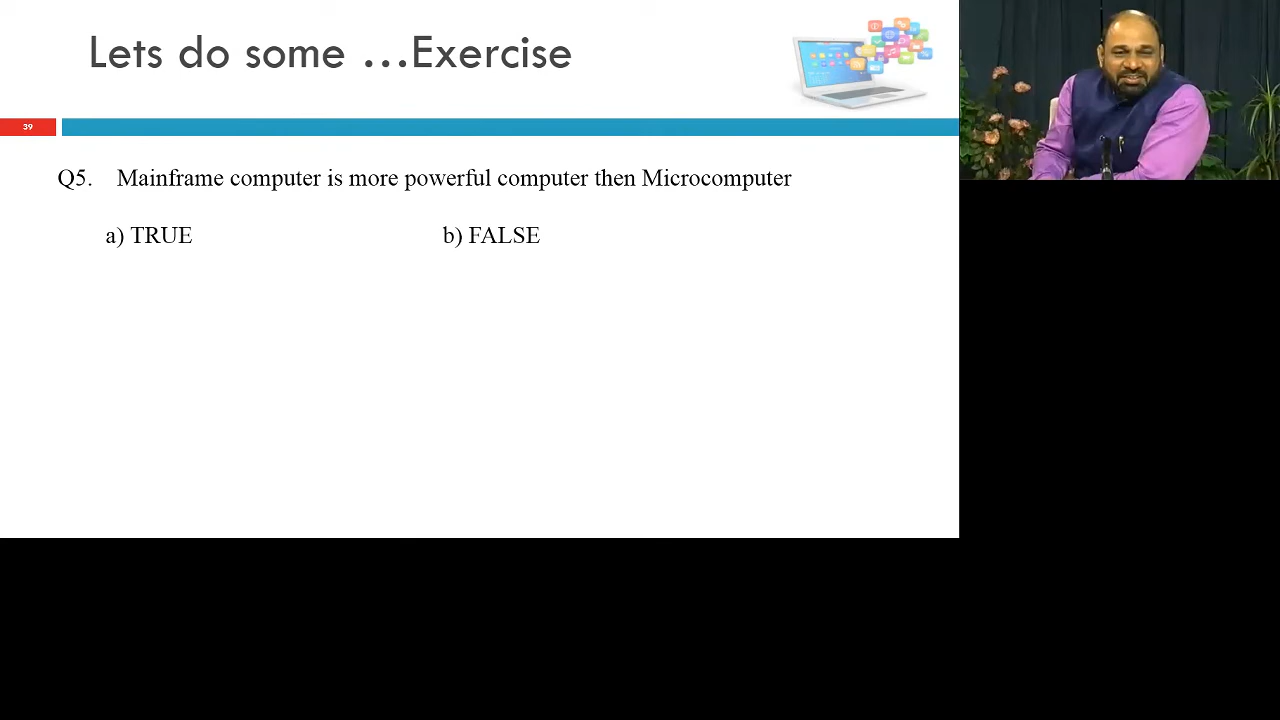 Lets do some ...Exercise
39
Q5. Mainframe computer is more powerful computer then Microcomputer
a) TRUE b) FALSE